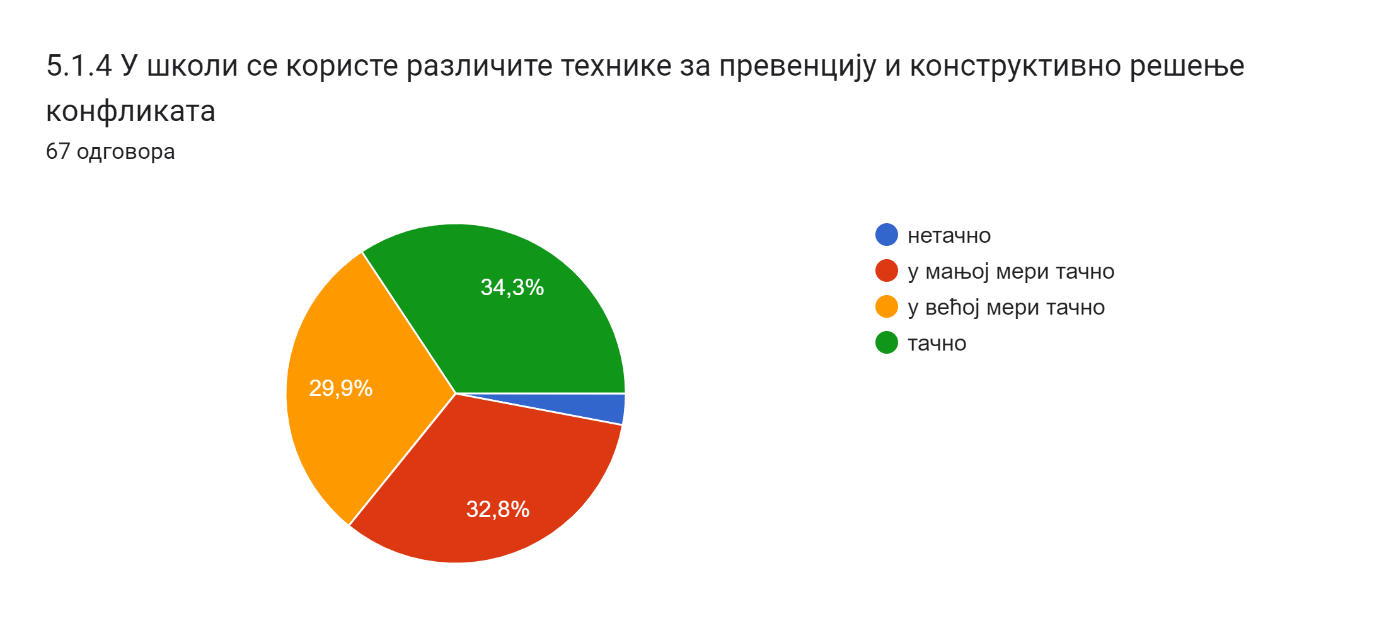 5.1.4 У школи се користе различите технике за превенцију и конструктивно решење
конфликата
67 одговора
нетачно
у мањој мери тачно
у већој мери тачно
тачно
34,3%
29,9%
32,8%